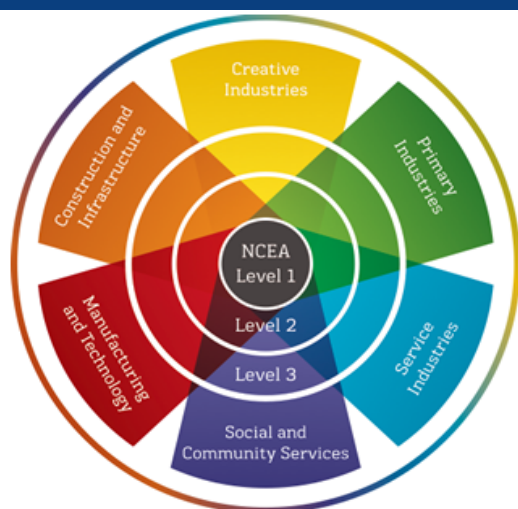 Creative
Industries
Primary
Industries
Service
Industries
Social and
Community Services
Manufacturing
and Technology
Construction and
Infrastructure
NCEA
Level 1
Level 2
Level 3